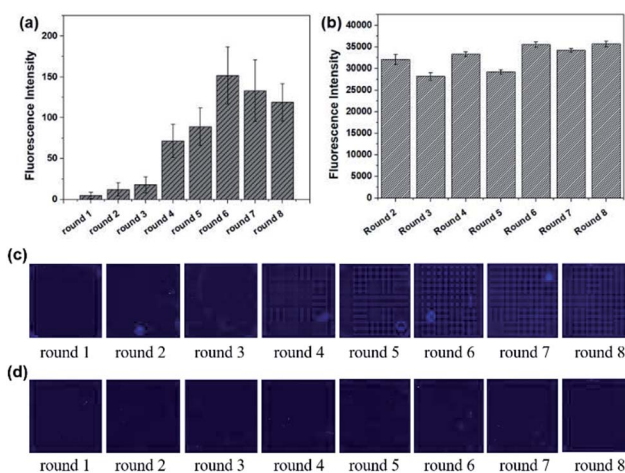 (a)
Fluorescence Intensity
200
150
100
50
0
round 1 round 2 round 3 round 4 round 5 round 6 round 7 round 8
(b)
Fluorescence Intensity
40000
35000
30000
25000
20000
15000
10000
5000
0
Round 2 Round 3 Round 4 Round 5 Round 6 Round 7 Round 8
(c)
round 1 round 2 round 3 round 4 round 5 round 6 round 7 round 8
(d)
round 1 round 2 round 3 round 4 round 5 round 6 round 7 round 8